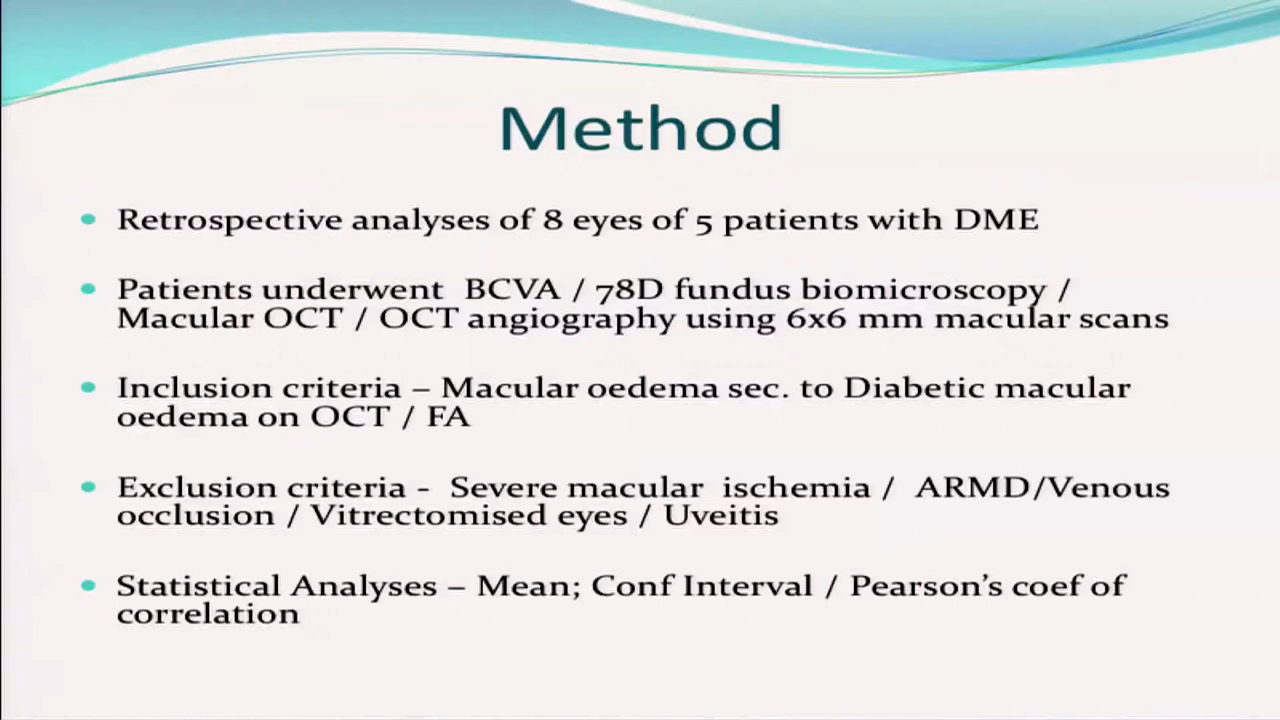 Method
Retrospective analyses of 8 eyes of 5 patients with DME
Patients underwent BCVA / 78D fundus biomicroscopy /
Macular OCT / OCT angiography using 6x6 mm macular scans
Inclusion criteria – Macular oedema sec. to Diabetic macular
oedema on OCT / FA
Exclusion criteria - Severe macular ischemia / ARMD/Venous
occlusion / Vitrectomised eyes / Uveitis
Statistical Analyses – Mean; Conf Interval / Pearson’s coef of
correlation